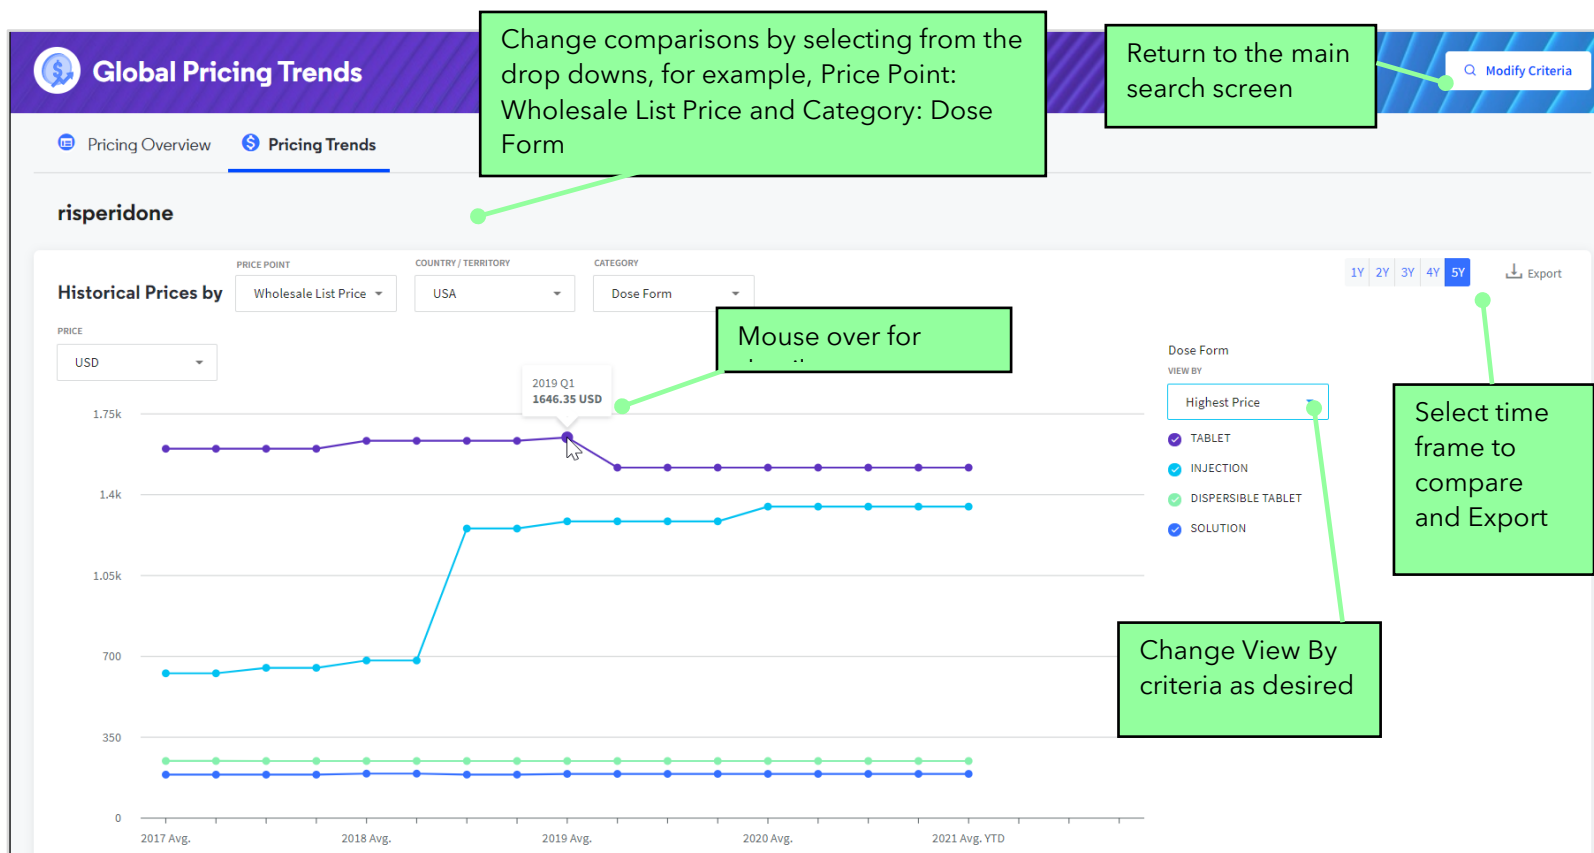 Change comparisons by selecting from the
drop downs, for example, Price Point:
Wholesale List Price and Category: Dose
Form
Return to the main
search screen
Global Pricing Trends
Modify Criteria
Pricing Overview
Pricing Trends
risperidone
PRICE POINT
COUNTRY / TERRITORY
CATEGORY
Historical Prices by
Wholesale List Price
USA
Dose Form
1Y 2Y 3Y 4Y 5Y
Export
PRICE
USD
Mouse over for
2019 Q1
1646.35 USD
Dose Form
VIEW BY
Highest Price
TABLET
INJECTION
DISPERSIBLE TABLET
SOLUTION
Select time
frame to
compare
and Export
Change View By
criteria as desired
1.75k
1.4k
1.05k
700
350
0
2017 Avg.
2018 Avg.
2019 Avg.
2020 Avg.
2021 Avg. YTD